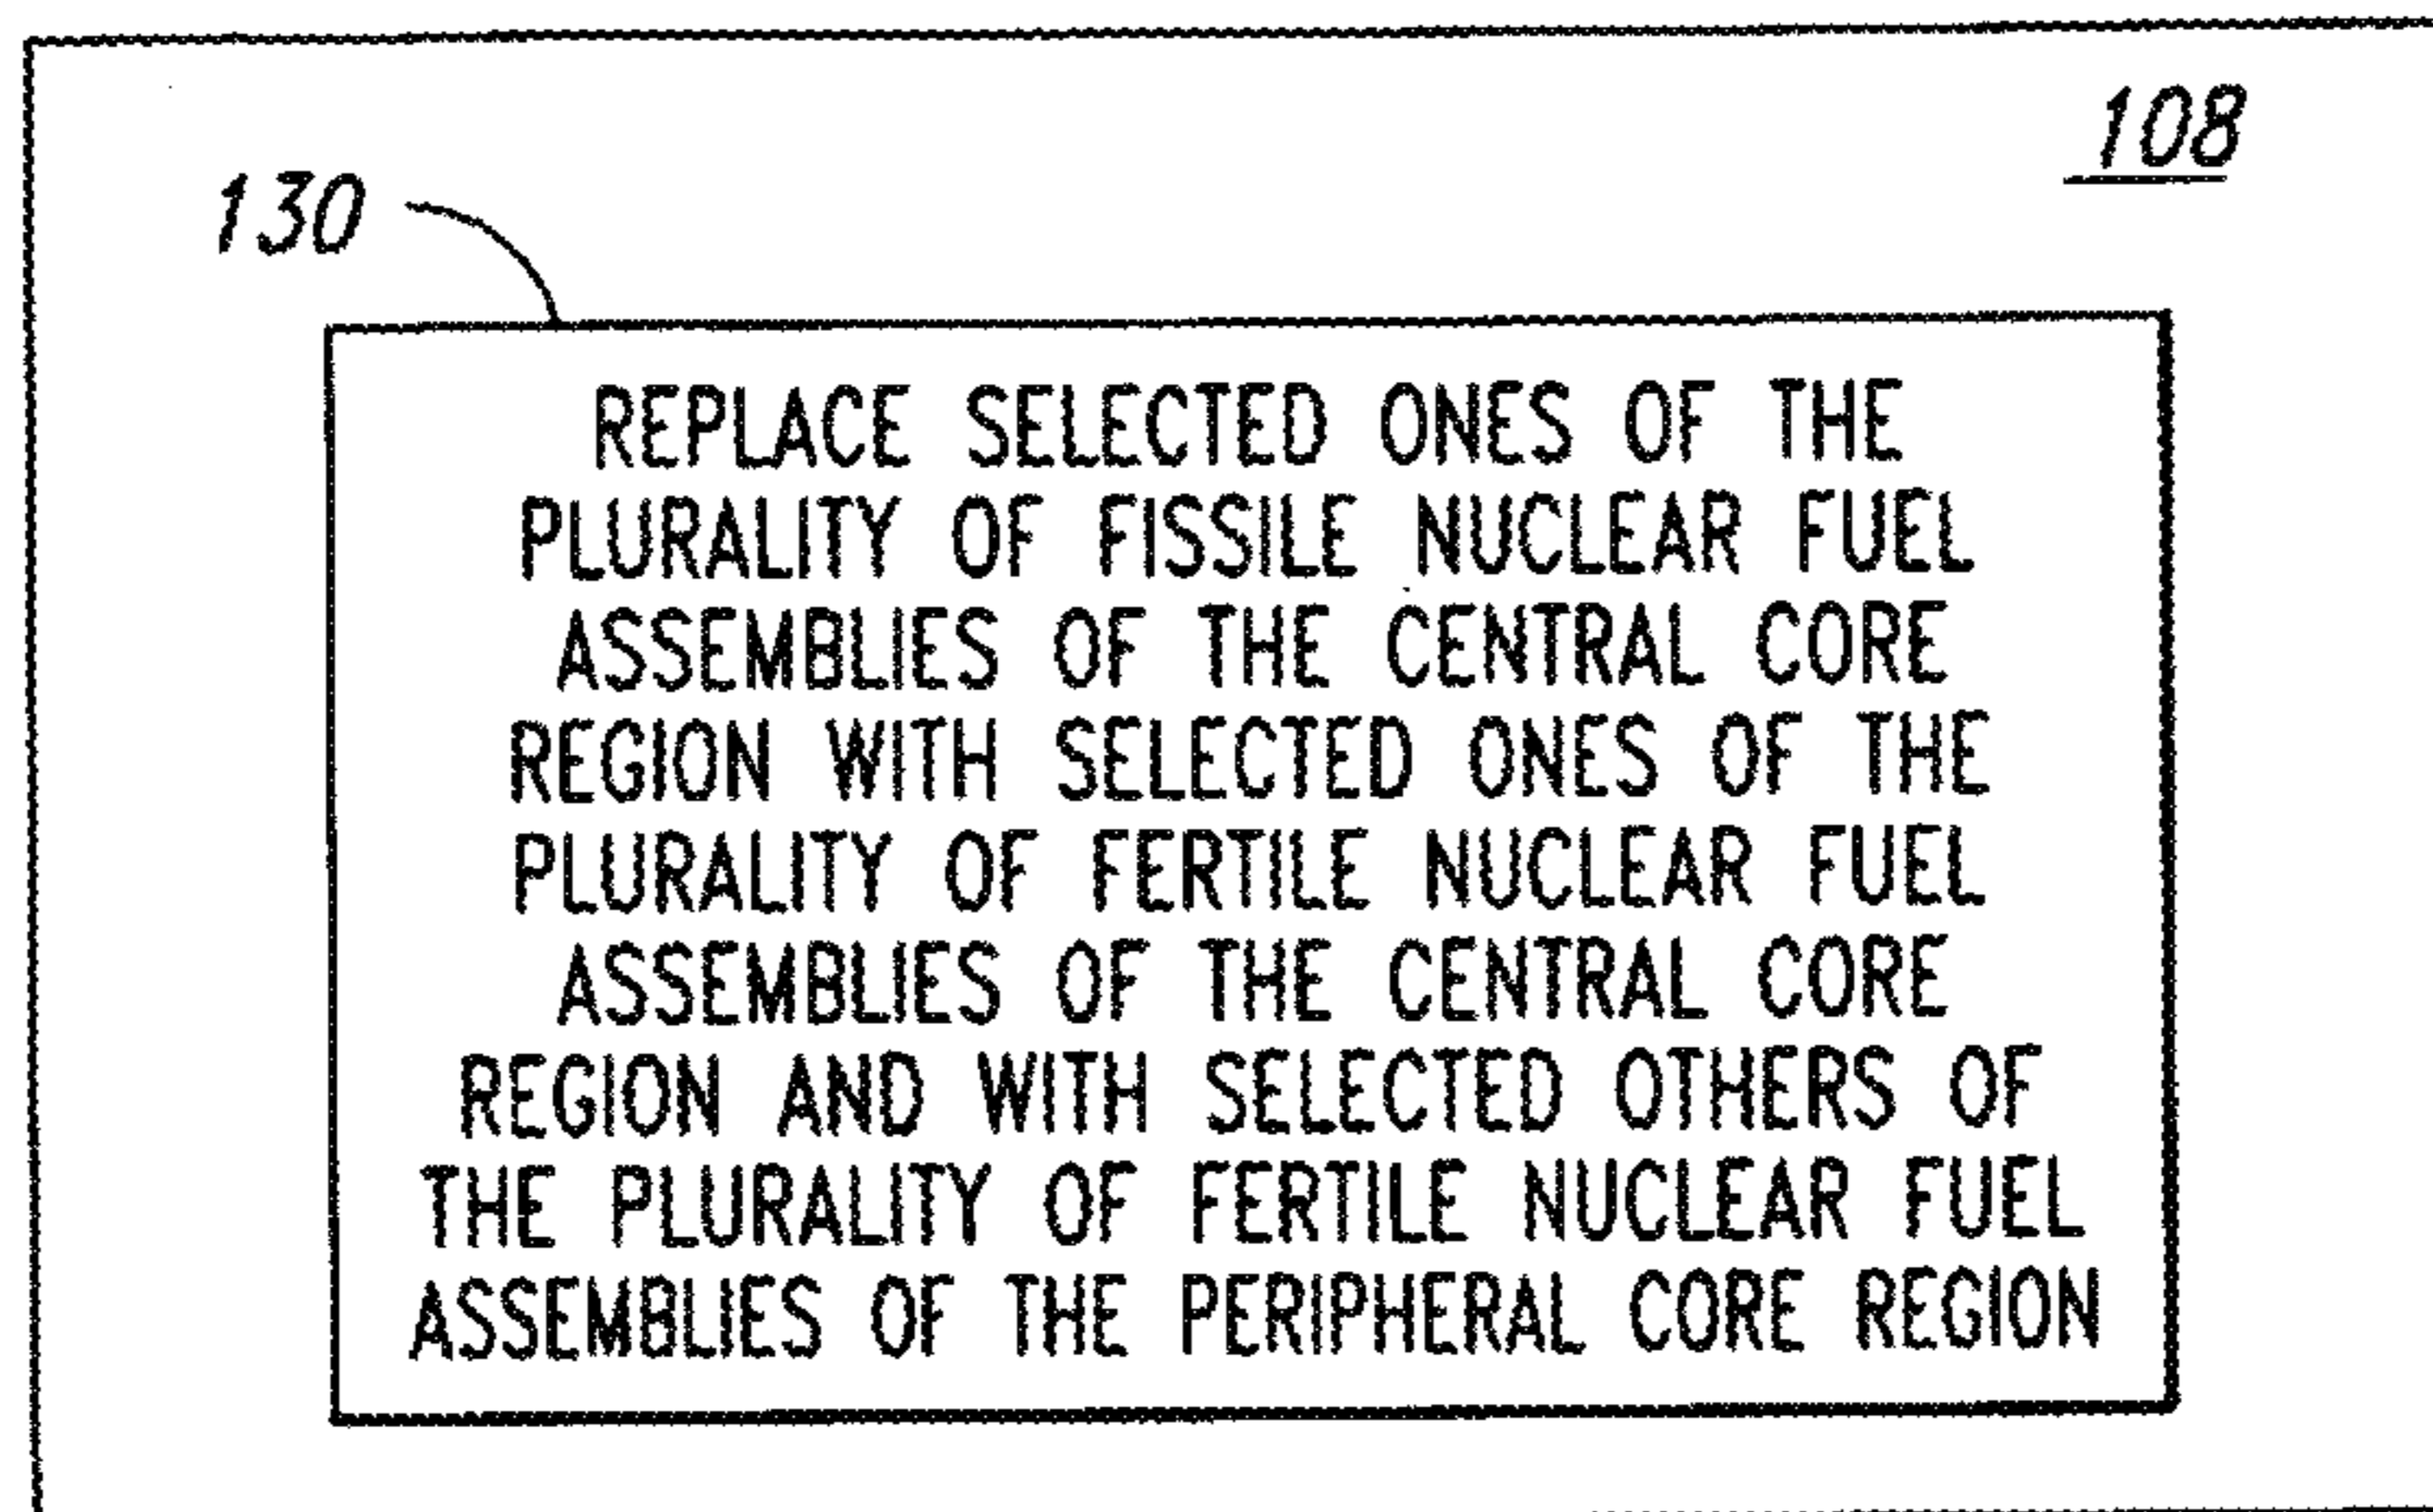 108
130
REPLACE SELECTED ONES OF THE
PLURALITY OF FISSILE NUCLEAR FUEL
ASSEMBLIES OF THE CENTRAL CORE
REGION WITH SELECTED ONES OF THE
PLURALITY OF FERTILE NUCLEAR FUEL
ASSEMBLIES OF THE CENTRAL CORE
REGION AND WITH SELECTED OTHERS OF
THE PLURALITY OF FERTILE NUCLEAR FUEL
ASSEMBLIES OF THE PERIPHERAL CORE REGION